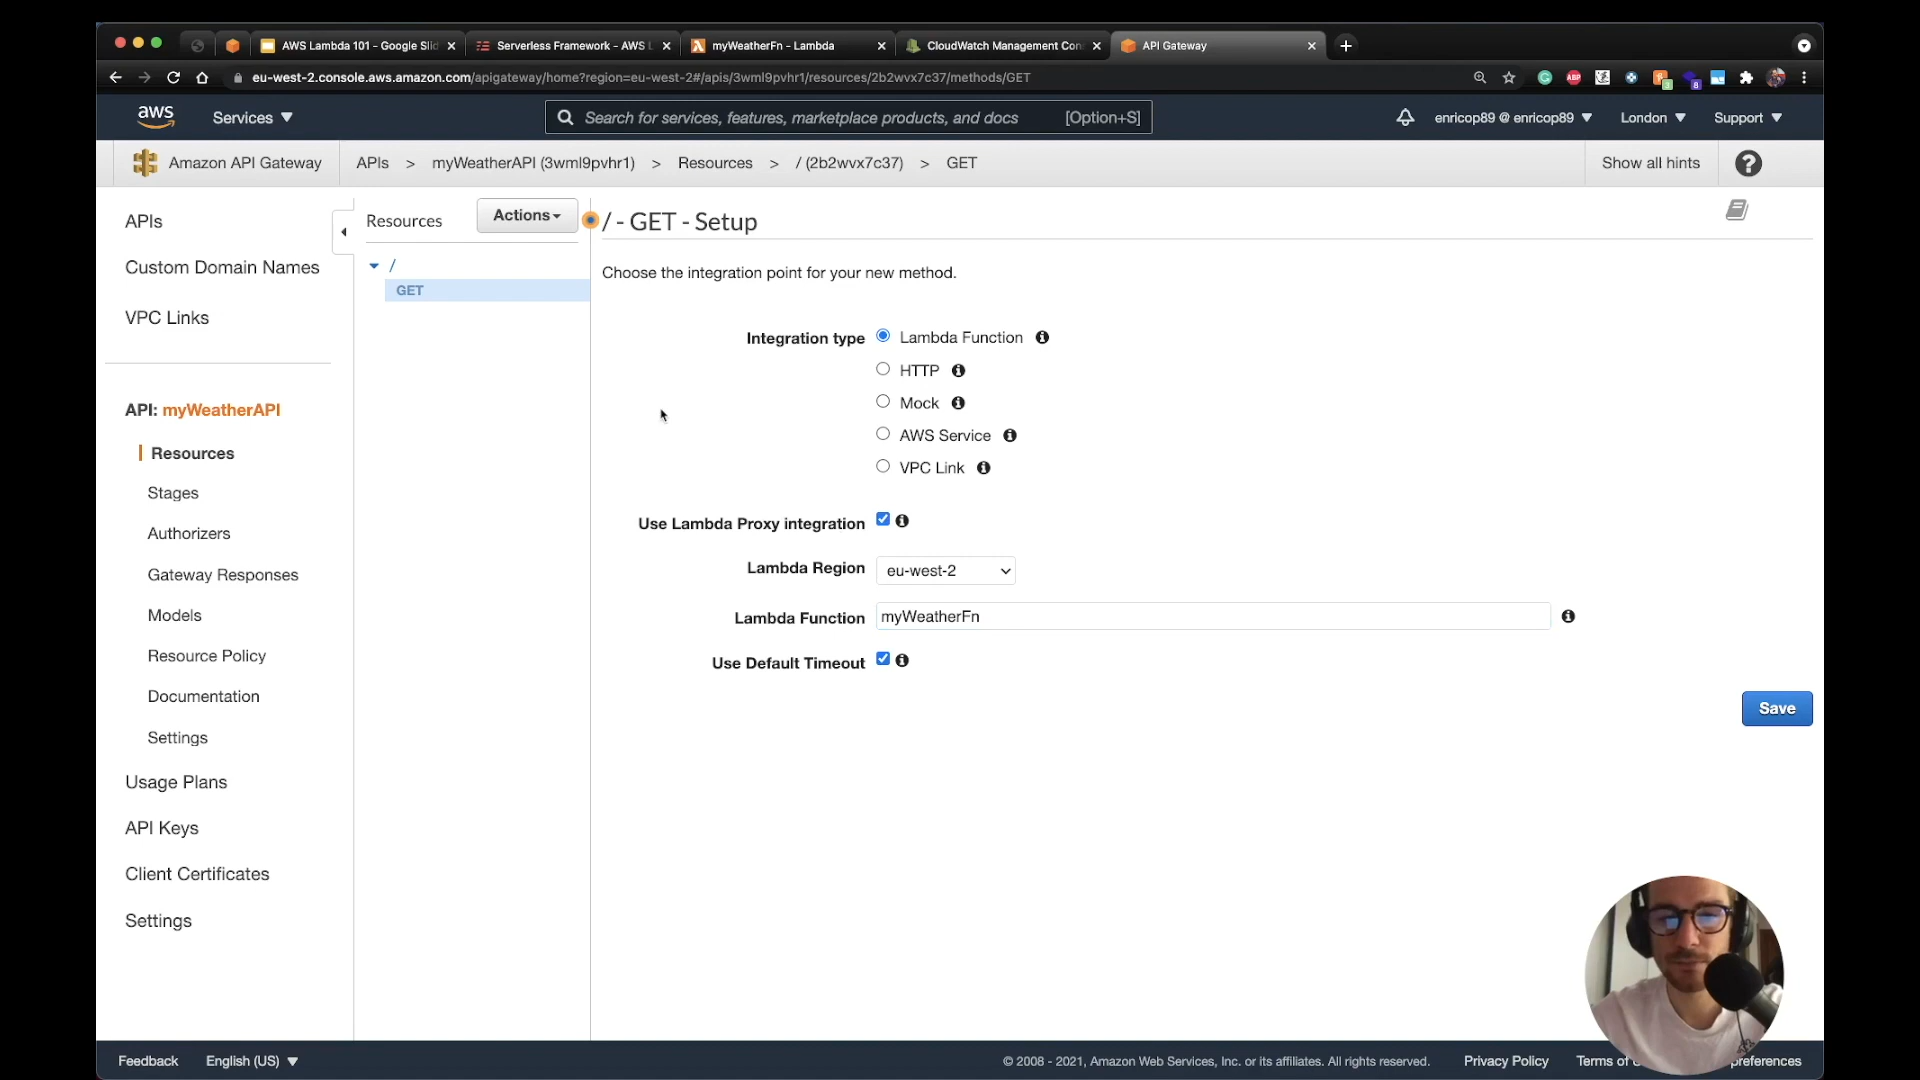 AWS Lambda 101 - Google Slid
Serverless Framework - AWS L
myWeatherFn - Lambda
CloudWatch Management Con
API Gateway
eu-west-2.console.aws.amazon.com/apigateway/home?region=eu-west-2#/apis/3wml9pvhr1/resources/2b2wvx7c37/methods/GET
ABP
3
8
aws
Services
Search for services, features, marketplace products, and docs
[Option+S]
enricop89 @ enricop89
London
Support
Amazon API Gateway
APIs > myWeatherAPI (3wml9pvhr1) > Resources > / (2b2wvx7c37) > GET
Show all hints
?
APIs
Custom Domain Names
VPC Links
API: myWeatherAPI
Resources
Stages
Authorizers
Gateway Responses
Models
Resource Policy
Documentation
Settings
Usage Plans
API Keys
Client Certificates
Settings
Resources
Actions
/
GET
/ - GET - Setup
Choose the integration point for your new method.
Integration type
Lambda Function
HTTP
Mock
AWS Service
VPC Link
Use Lambda Proxy integration
Lambda Region
eu-west-2
Lambda Function
myWeatherFn
Use Default Timeout
Save
Feedback
English (US)
© 2008 - 2021, Amazon Web Services, Inc. or its affiliates. All rights reserved.
Privacy Policy
Terms of
preferences